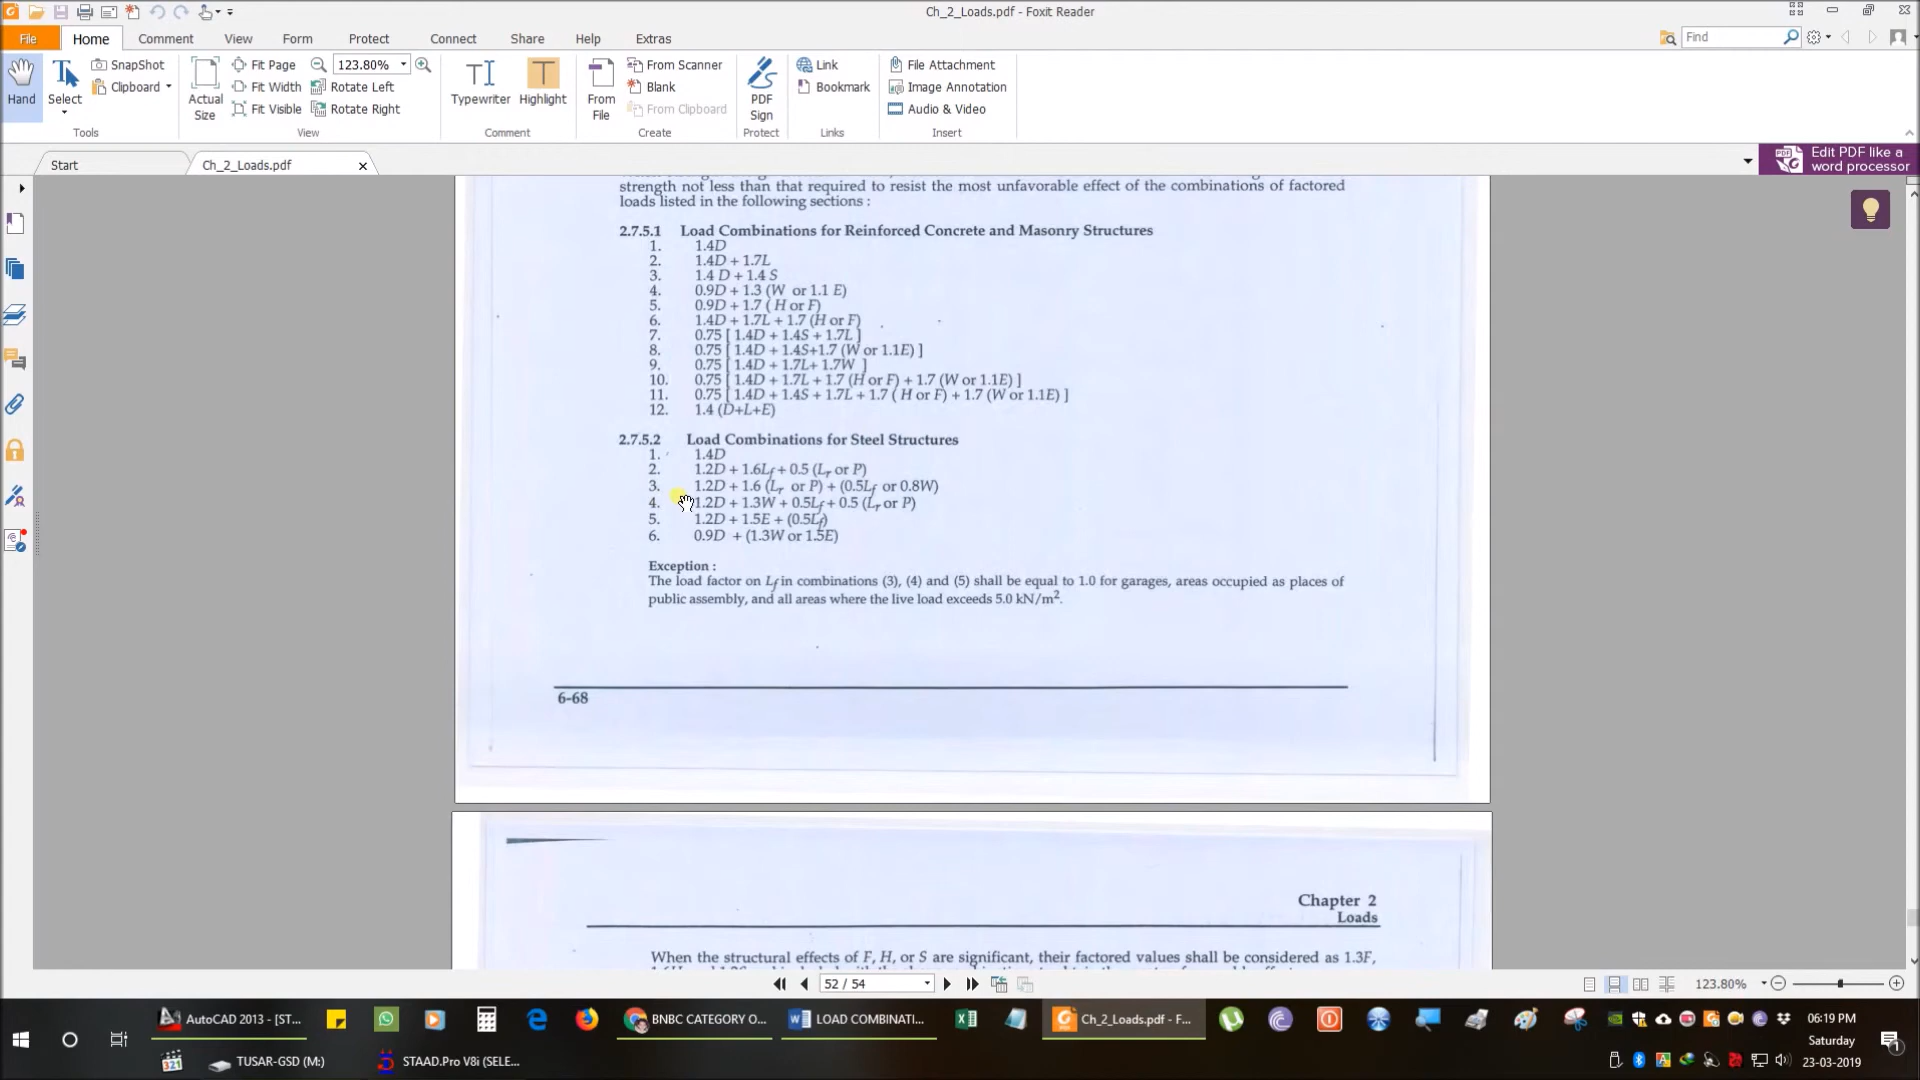 Ch_2_Loads.pdf - Foxit Reader
File Home Comment View Form Protect Connect Share Help Extras
Find
Hand
Select
SnapShot
Clipboard
Tools
Actual Size
Fit Page
Fit Width
Fit Visible
123.80%
Rotate Left
Rotate Right
View
Typewriter
Highlight
Comment
From File
From Scanner
Blank
From Clipboard
Create
PDF Sign
Protect
Link
Bookmark
Links
File Attachment
Image Annotation
Audio & Video
Insert
Start
Ch_2_Loads.pdf
Edit PDF like a
word processor
strength not less than that required to resist the most unfavorable effect of the combinations of factored
loads listed in the following sections :
2.7.5.1 Load Combinations for Reinforced Concrete and Masonry Structures
1. 1.4D
2. 1.4D + 1.7L
3. 1.4 D + 1.4 S
4. 0.9D + 1.3 (W or 1.1 E)
5. 0.9D + 1.7 ( H or F)
6. 1.4D + 1.7L + 1.7 (H or F)
7. 0.75 [ 1.4D + 1.4S + 1.7L ]
8. 0.75 [ 1.4D + 1.4S+1.7 (W or 1.1E) ]
9. 0.75 [ 1.4D + 1.7L+ 1.7W ]
10. 0.75 [ 1.4D + 1.7L + 1.7 (H or F) + 1.7 (W or 1.1E) ]
11. 0.75 [ 1.4D + 1.4S + 1.7L + 1.7 ( H or F) + 1.7 (W or 1.1E) ]
12. 1.4 (D+L+E)
2.7.5.2 Load Combinations for Steel Structures
1. 1.4D
2. 1.2D + 1.6Lf + 0.5 (Lr or P)
3. 1.2D + 1.6 (Lr or P) + (0.5Lf or 0.8W)
4. 1.2D + 1.3W + 0.5Lf + 0.5 (Lr or P)
5. 1.2D + 1.5E + (0.5Lf)
6. 0.9D + (1.3W or 1.5E)
Exception :
The load factor on Lf in combinations (3), (4) and (5) shall be equal to 1.0 for garages, areas occupied as places of
public assembly, and all areas where the live load exceeds 5.0 kN/m².
6-68
Chapter 2
Loads
When the structural effects of F, H, or S are significant, their factored values shall be considered as 1.3F,
52 / 54
123.80%
AutoCAD 2013 - [ST...
BNBC CATEGORY O...
LOAD COMBINATI...
Ch_2_Loads.pdf - F...
06:19 PM
Saturday
23-03-2019
TUSAR-GSD (M:)
STAAD.Pro V8i (SELE...